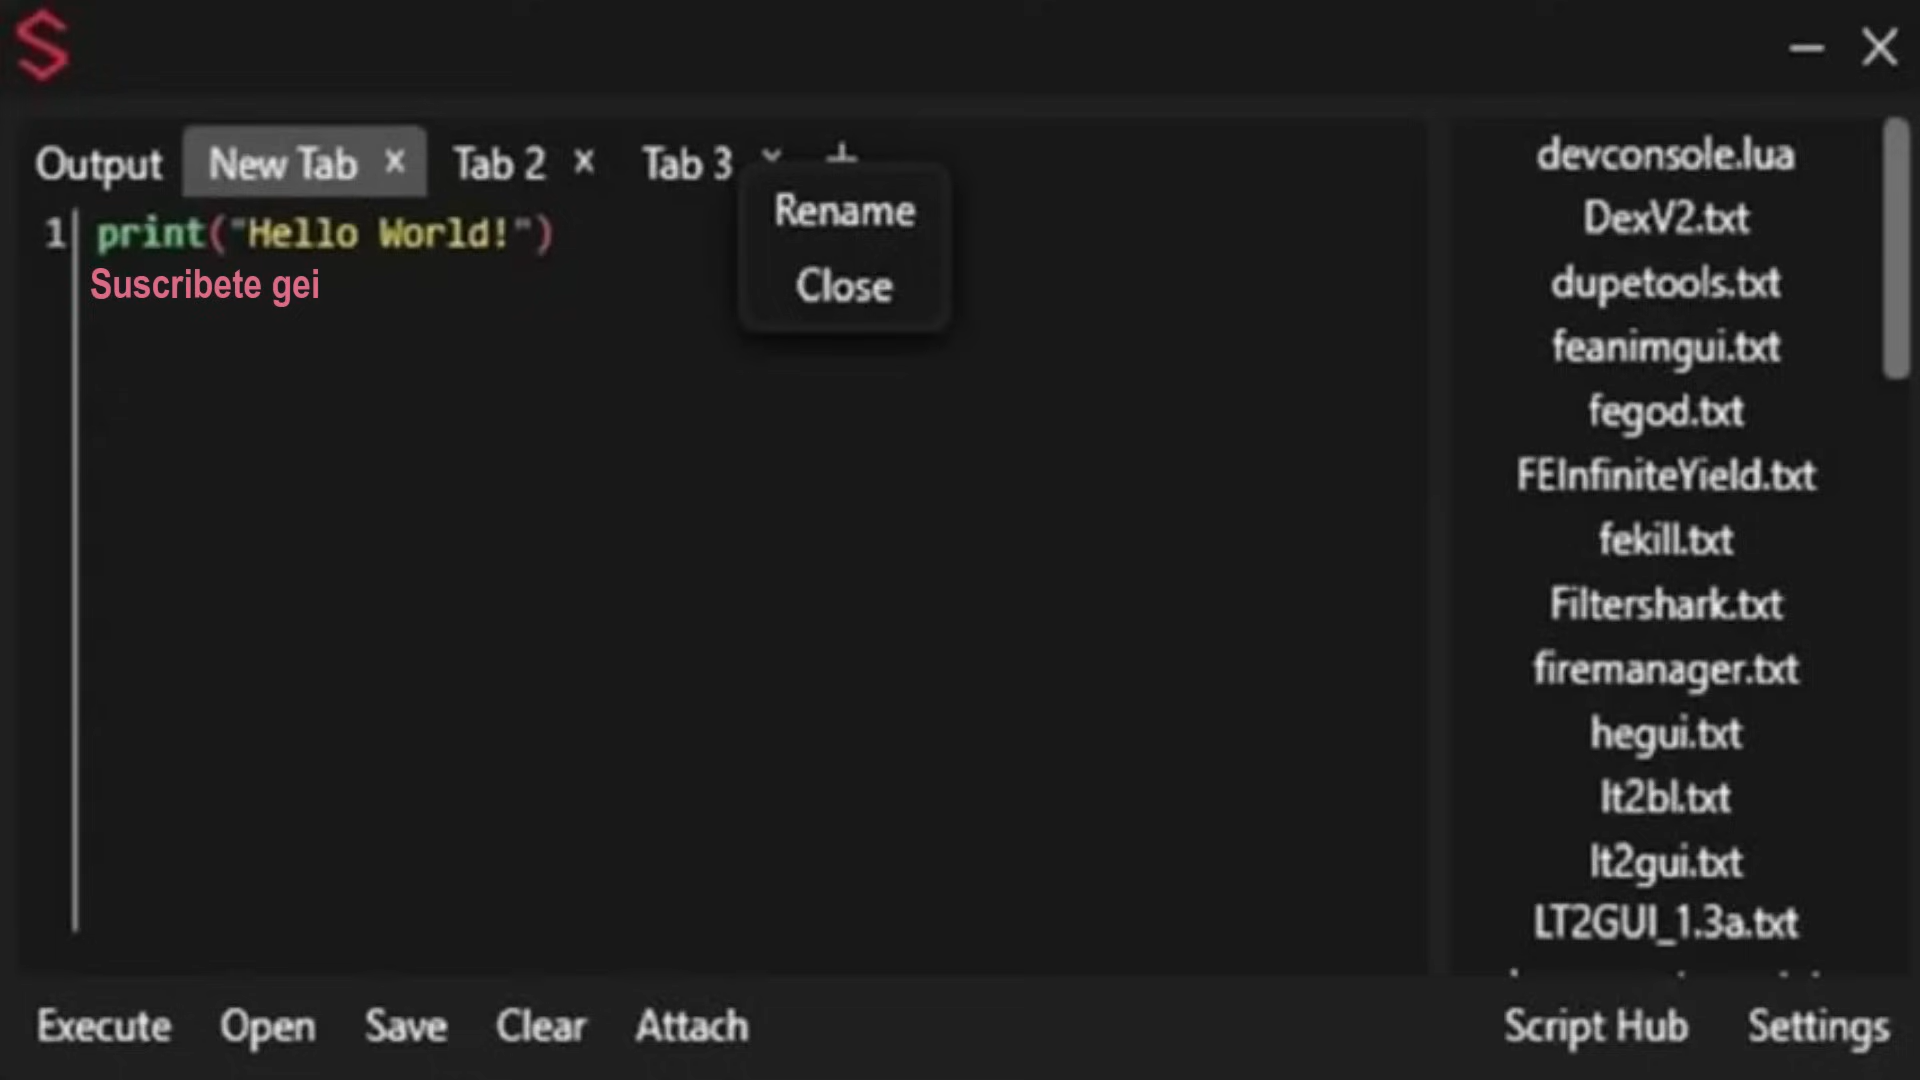 Output New Tab x Tab 2 x Tab 3 +
Rename
Close
1 print("Hello World!")
Suscribete gei
devconsole.lua
DexV2.txt
dupetools.txt
feanimgui.txt
fegod.txt
FEInfiniteYield.txt
fekill.txt
Filtershark.txt
firemanager.txt
hegui.txt
lt2bl.txt
lt2gui.txt
LT2GUI_1.3a.txt
Execute Open Save Clear Attach Script Hub Settings